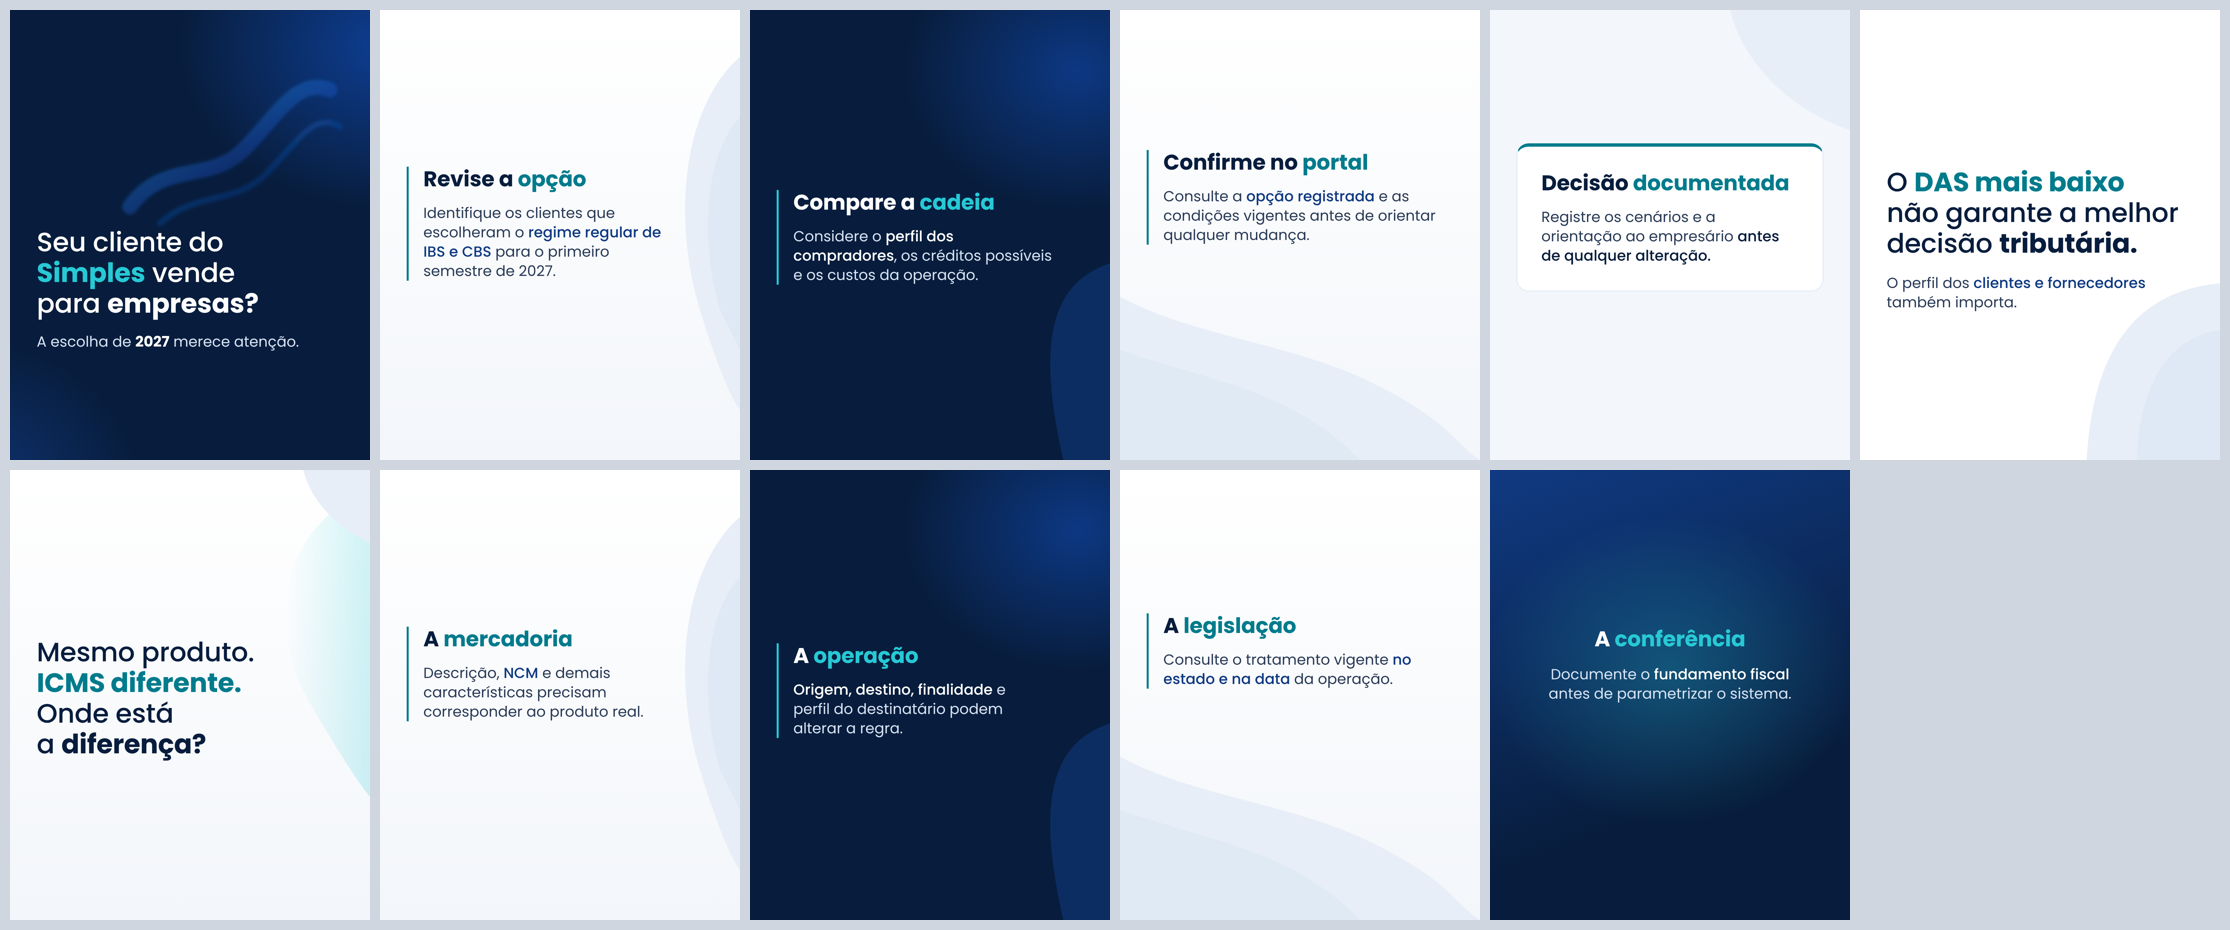 Seu cliente do
Simples vende
para empresas?
A escolha de 2027 merece atenção.
Revise a opção
Identifique os clientes que
escolheram o regime regular de
IBS e CBS para o primeiro
semestre de 2027.
Compare a cadeia
Considere o perfil dos
compradores, os créditos possíveis
e os custos da operação.
Confirme no portal
Consulte a opção registrada e as
condições vigentes antes de orientar
qualquer mudança.
Decisão documentada
Registre os cenários e a
orientação ao empresário antes
de qualquer alteração.
O DAS mais baixo
não garante a melhor
decisão tributária.
O perfil dos clientes e fornecedores
também importa.
Mesmo produto.
ICMS diferente.
Onde está
a diferença?
A mercadoria
Descrição, NCM e demais
características precisam
corresponder ao produto real.
A operação
Origem, destino, finalidade e
perfil do destinatário podem
alterar a regra.
A legislação
Consulte o tratamento vigente no
estado e na data da operação.
A conferência
Documente o fundamento fiscal
antes de parametrizar o sistema.